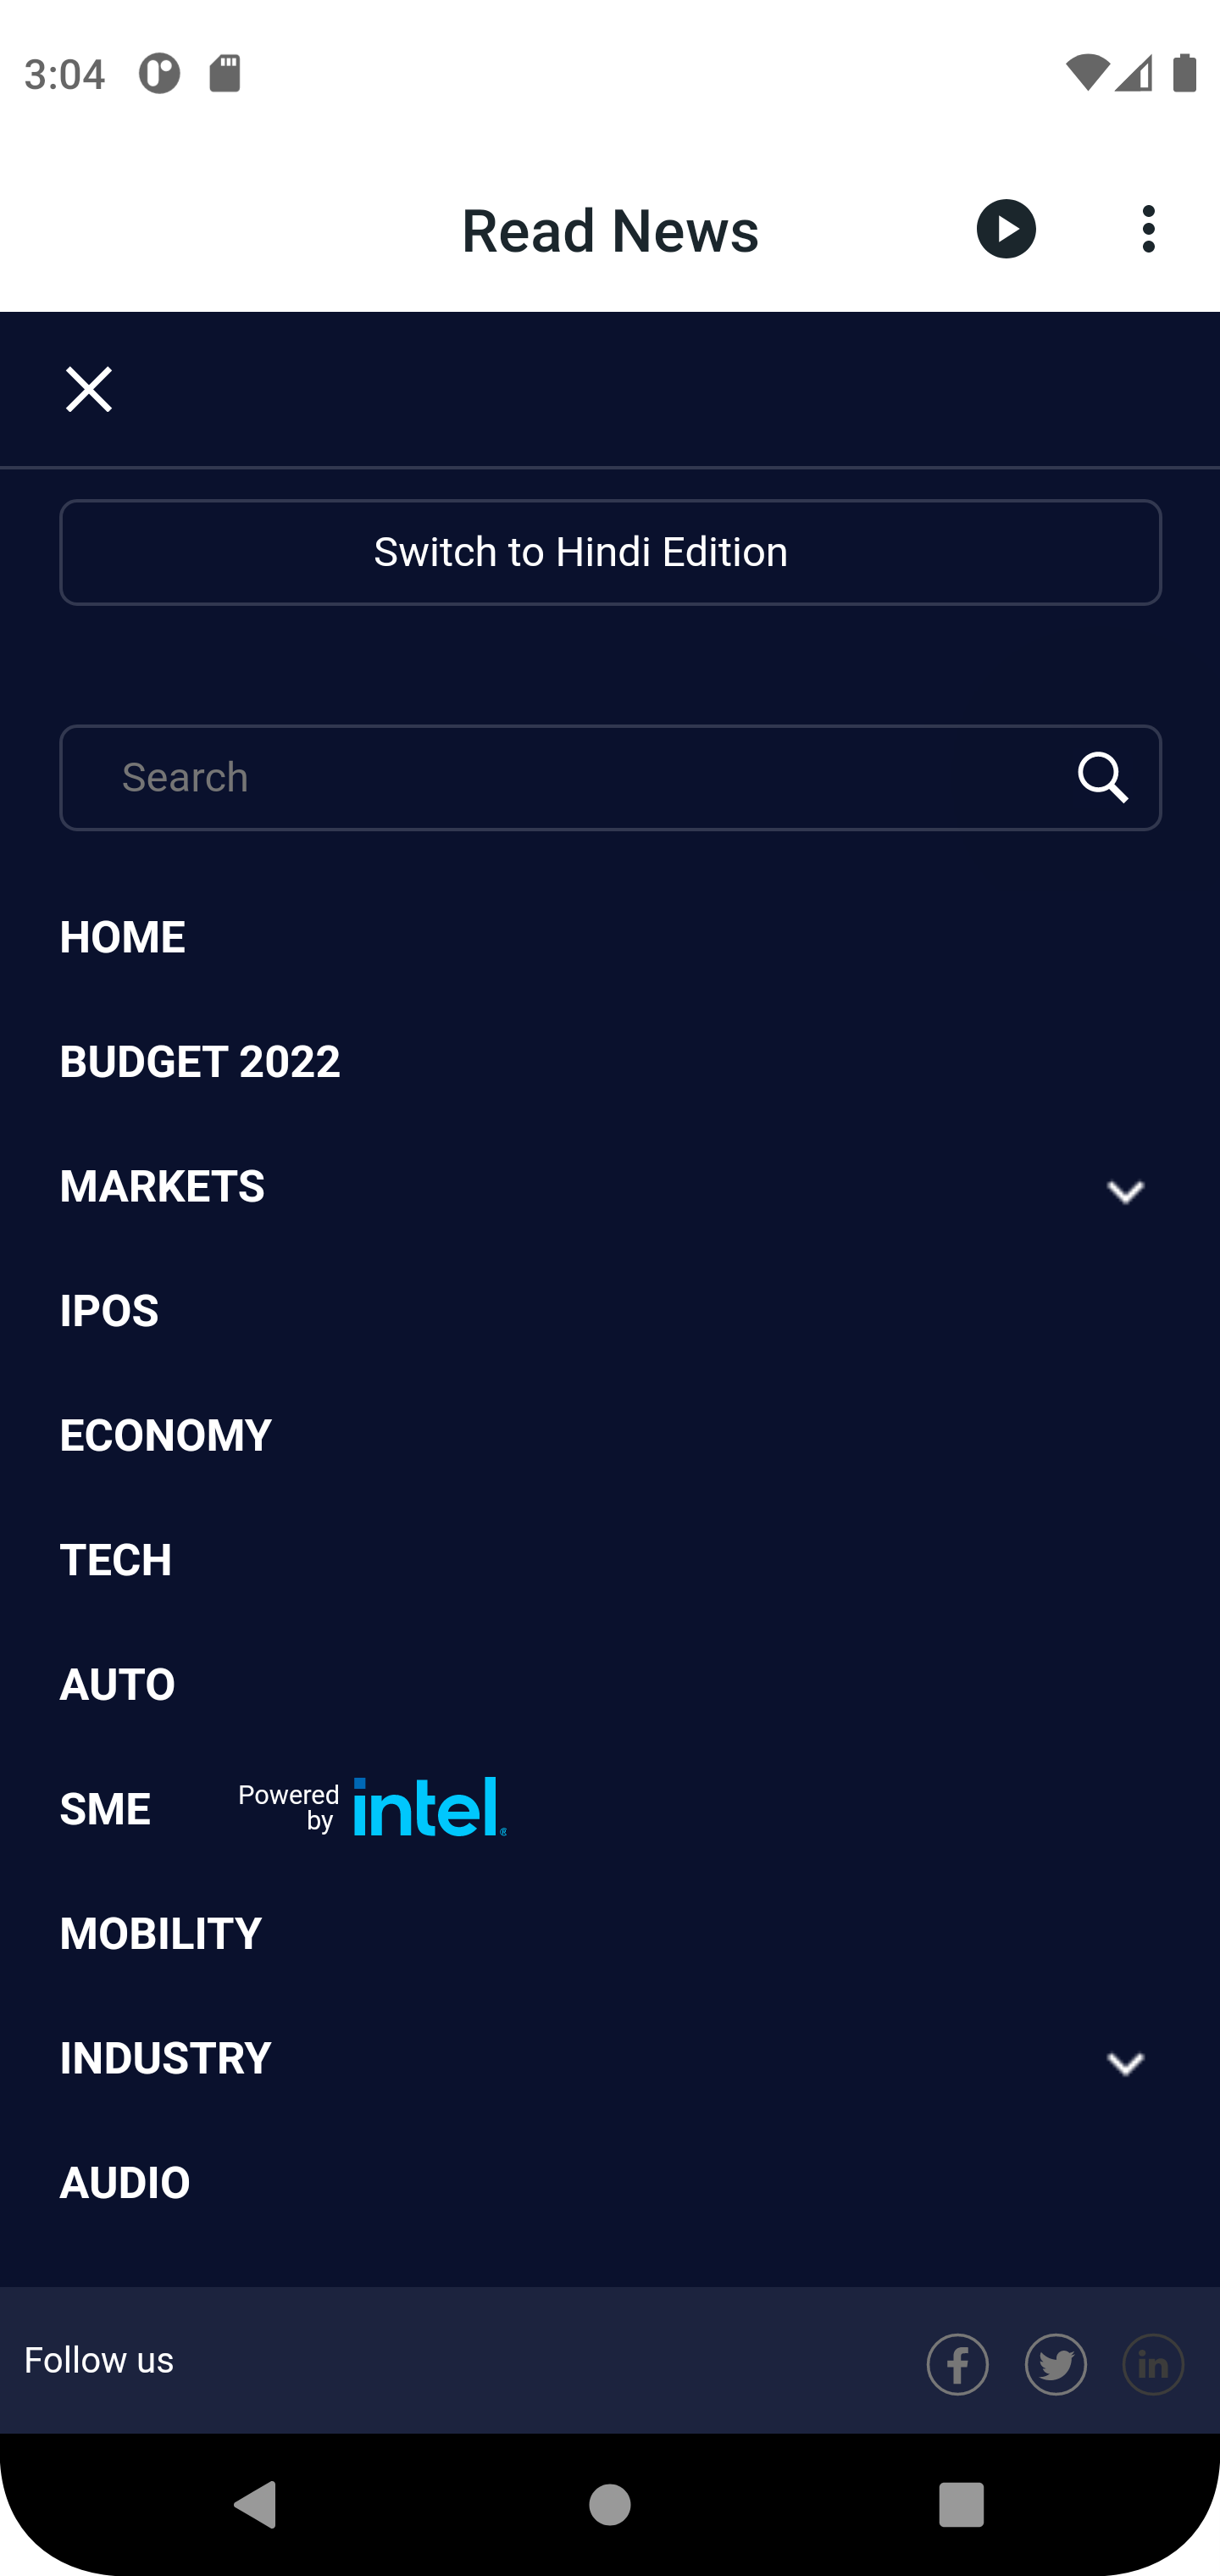 3:04
Read News
Switch to Hindi Edition
Search
HOME
BUDGET 2022
MARKETS
IPOS
ECONOMY
TECH
AUTO
SME
Powered
by
intel®
MOBILITY
INDUSTRY
AUDIO
Follow us
f
in